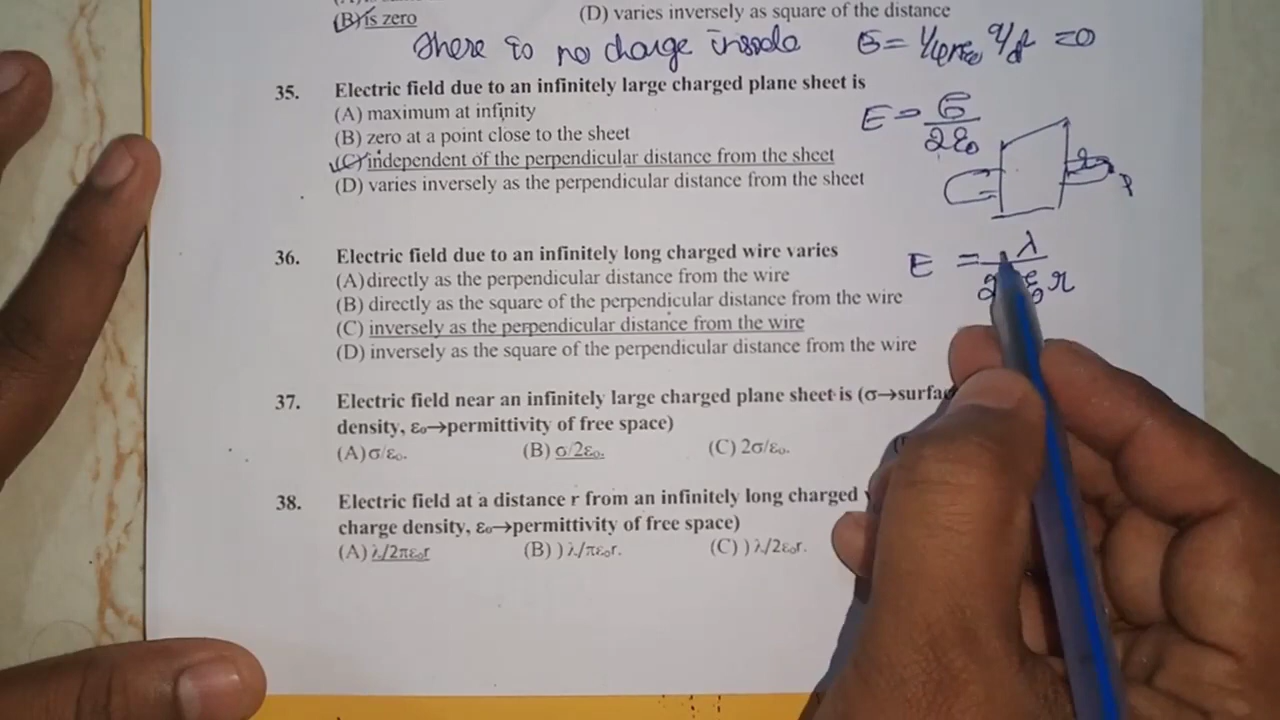 (B) is zero
(D) varies inversely as square of the distance
There is no charge inside
35. Electric field due to an infinitely large charged plane sheet is
(A) maximum at infinity
(B) zero at a point close to the sheet
(C) independent of the perpendicular distance from the sheet
(D) varies inversely as the perpendicular distance from the sheet
E = σ/2ε₀
P
36. Electric field due to an infinitely long charged wire varies
(A) directly as the perpendicular distance from the wire
(B) directly as the square of the perpendicular distance from the wire
(C) inversely as the perpendicular distance from the wire
(D) inversely as the square of the perpendicular distance from the wire
E = λ
37. Electric field near an infinitely large charged plane sheet is (σ→
density, ε₀→permittivity of free space)
(A) σ/ε₀. (B) σ/2ε₀. (C) 2σ/ε₀.
38. Electric field at a distance r from an infinitely long charged
charge density, ε₀→permittivity of free space)
(A) λ/2πε₀r (B) ) λ/πε₀r. (C) ) λ/2ε₀r.